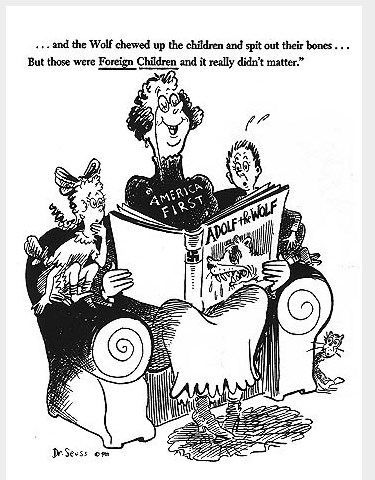 ... and the Wolf chewed up the children and spit out their bones ...
But those were Foreign Children and it really didn't matter."
AMERICA
FIRST
ADOLF the WOLF
Dr. Seuss